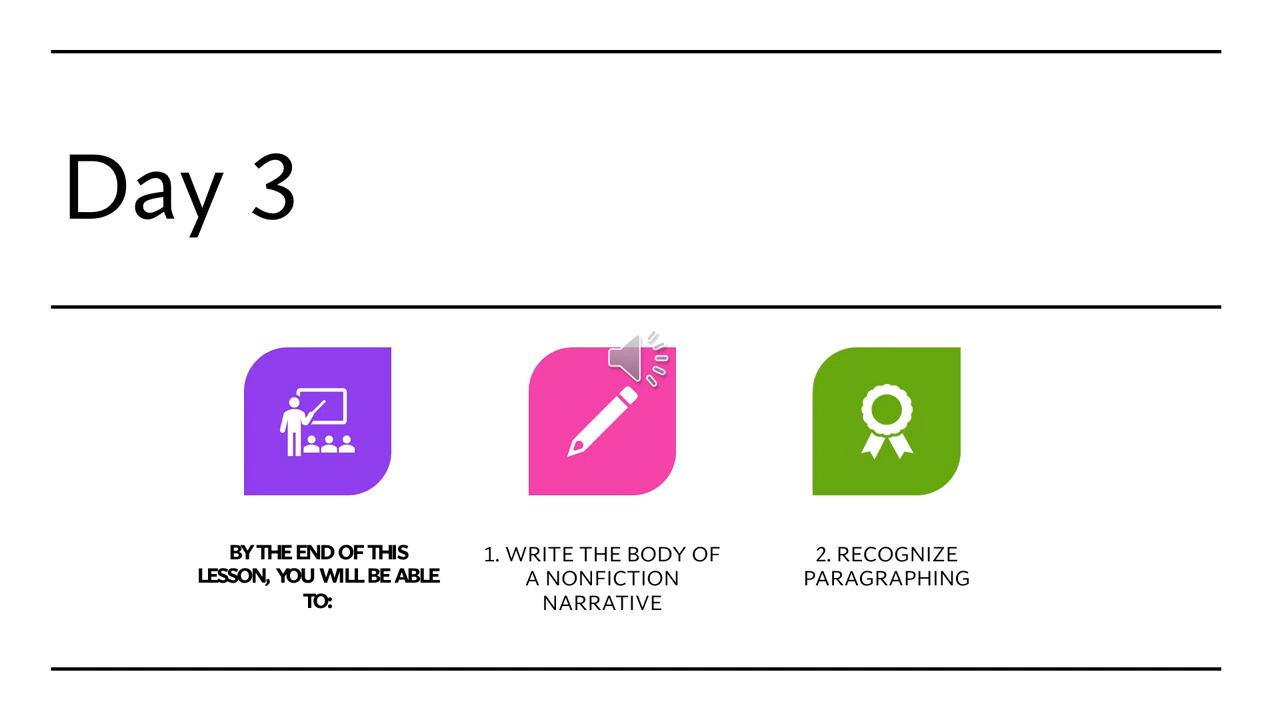 Day 3
BY THE END OF THIS
LESSON, YOU WILL BE ABLE
TO:
1. WRITE THE BODY OF
A NONFICTION
NARRATIVE
2. RECOGNIZE
PARAGRAPHING